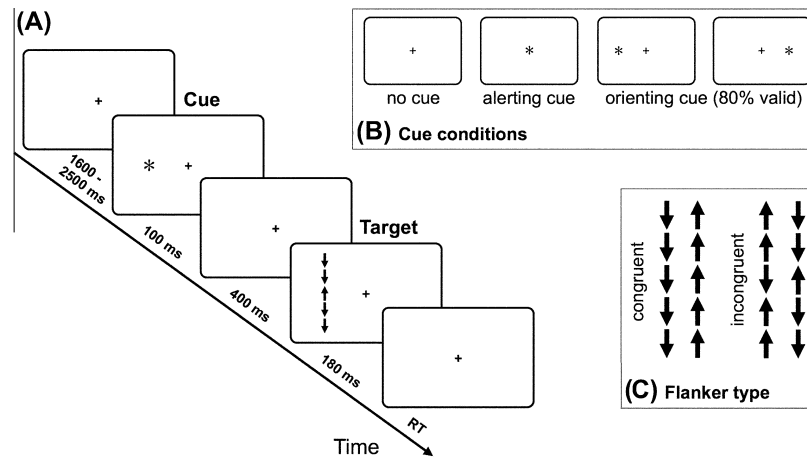 (A)
Cue
Target
1600 -
2500 ms
100 ms
400 ms
180 ms
RT
Time
no cue
alerting cue
orienting cue (80% valid)
(B) Cue conditions
congruent
incongruent
(C) Flanker type